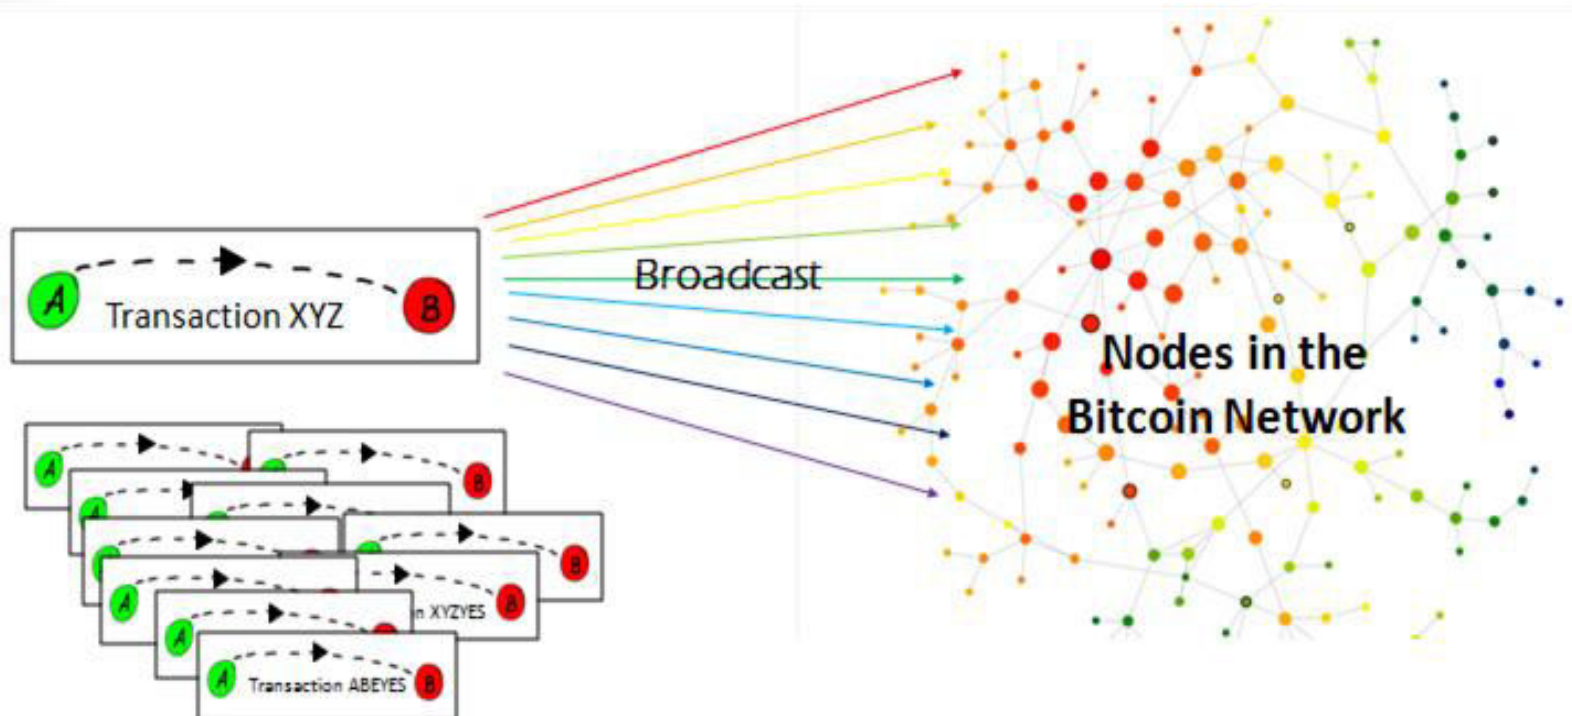 A
B
Transaction XYZ
Broadcast
Nodes in the
Bitcoin Network
A
B
A
A
B
A
B
n XYZYES
A
A
B
Transaction ABEYES